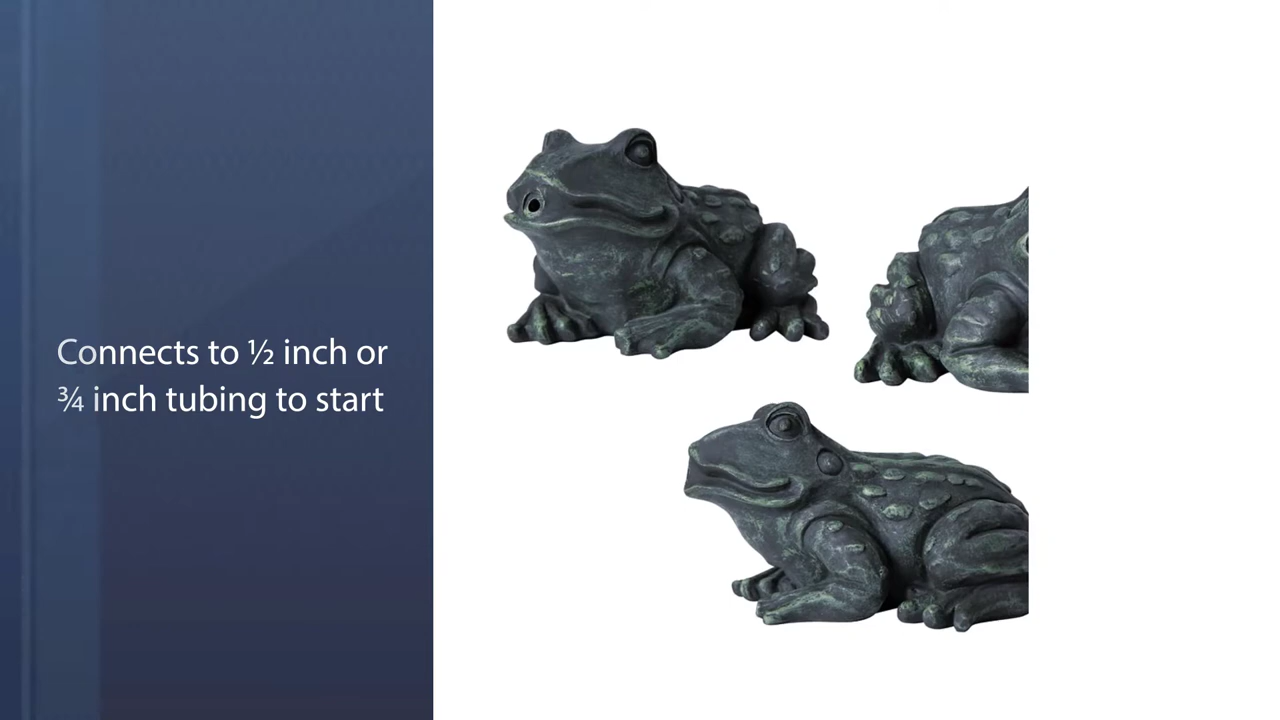 Connects to ½ inch or
¾ inch tubing to start